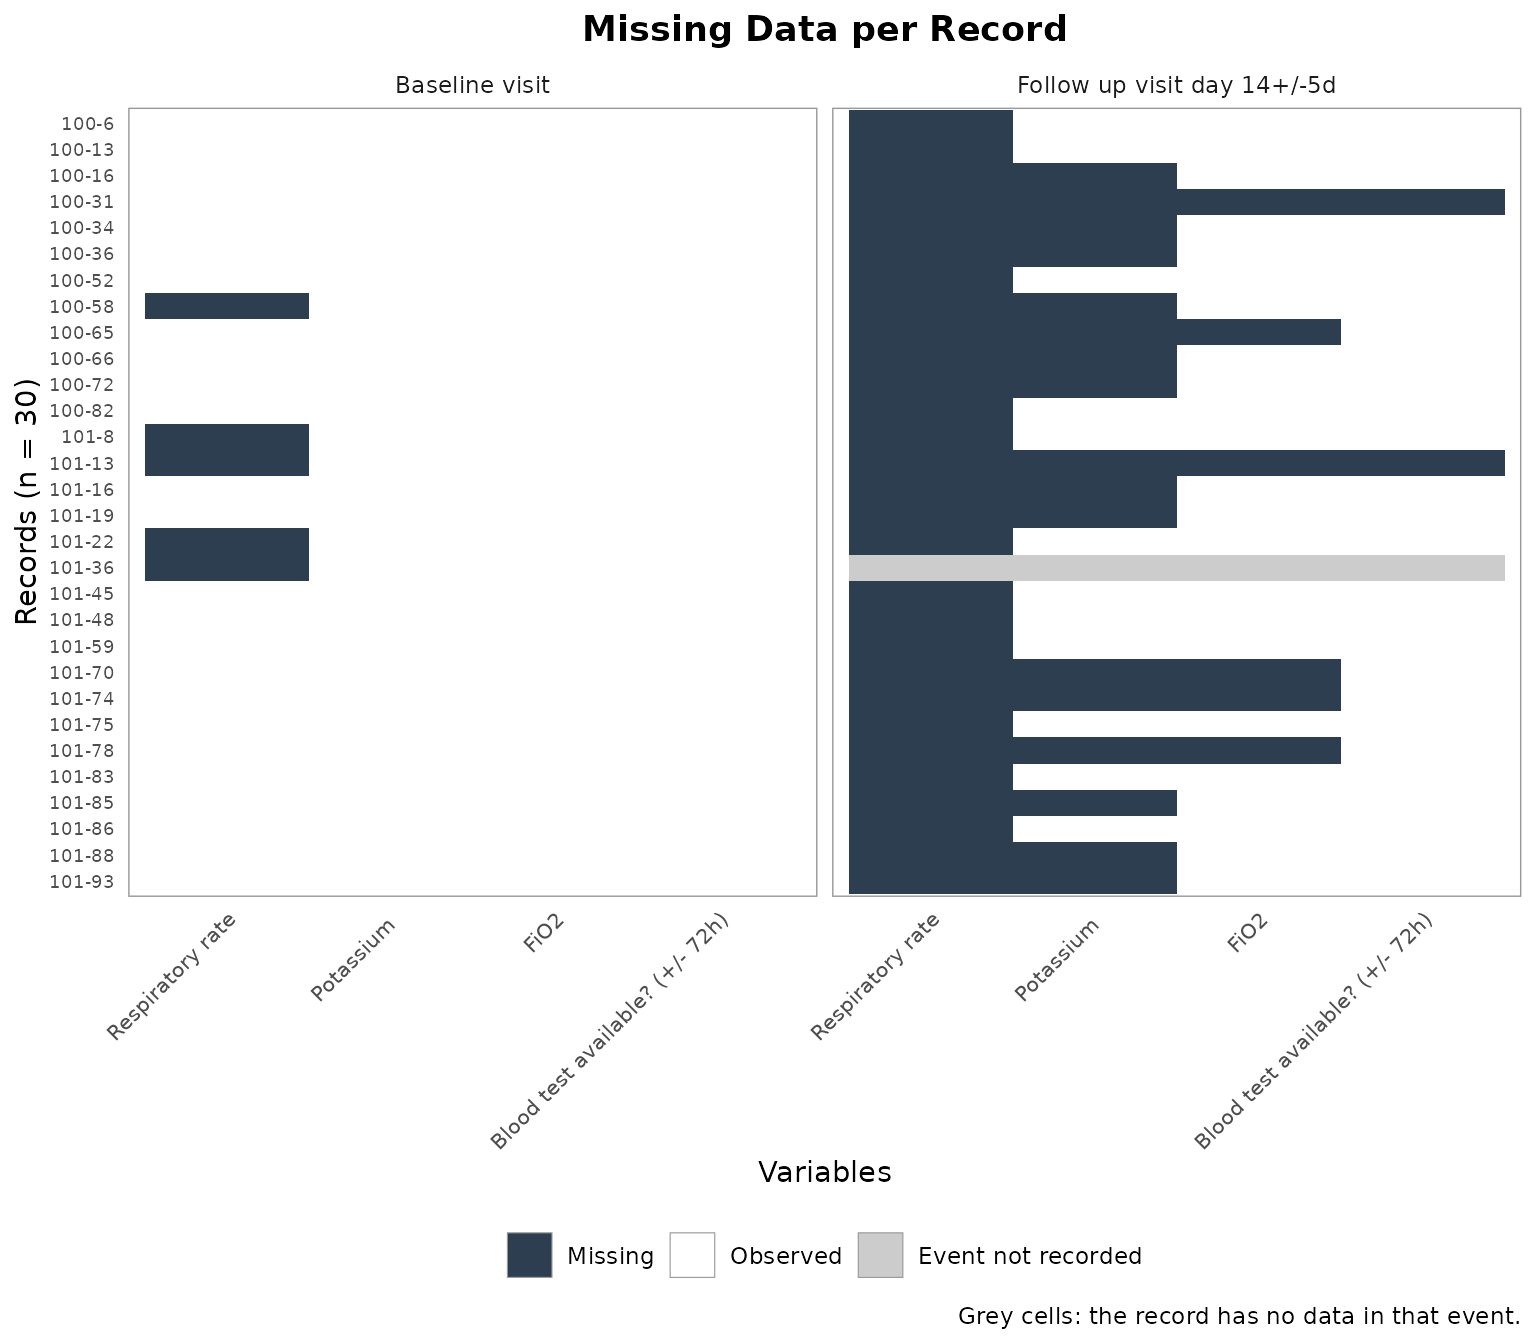 Missing Data per Record
Baseline visit
Follow up visit day 14+/-5d
Records (n = 30)
100-6
100-13
100-16
100-31
100-34
100-36
100-52
100-58
100-65
100-66
100-72
100-82
101-8
101-13
101-16
101-19
101-22
101-36
101-45
101-48
101-59
101-70
101-74
101-75
101-78
101-83
101-85
101-86
101-88
101-93
Respiratory rate
Potassium
FiO2
Blood test available? (+/- 72h)
Respiratory rate
Potassium
FiO2
Blood test available? (+/- 72h)
Variables
Missing
Observed
Event not recorded
Grey cells: the record has no data in that event.